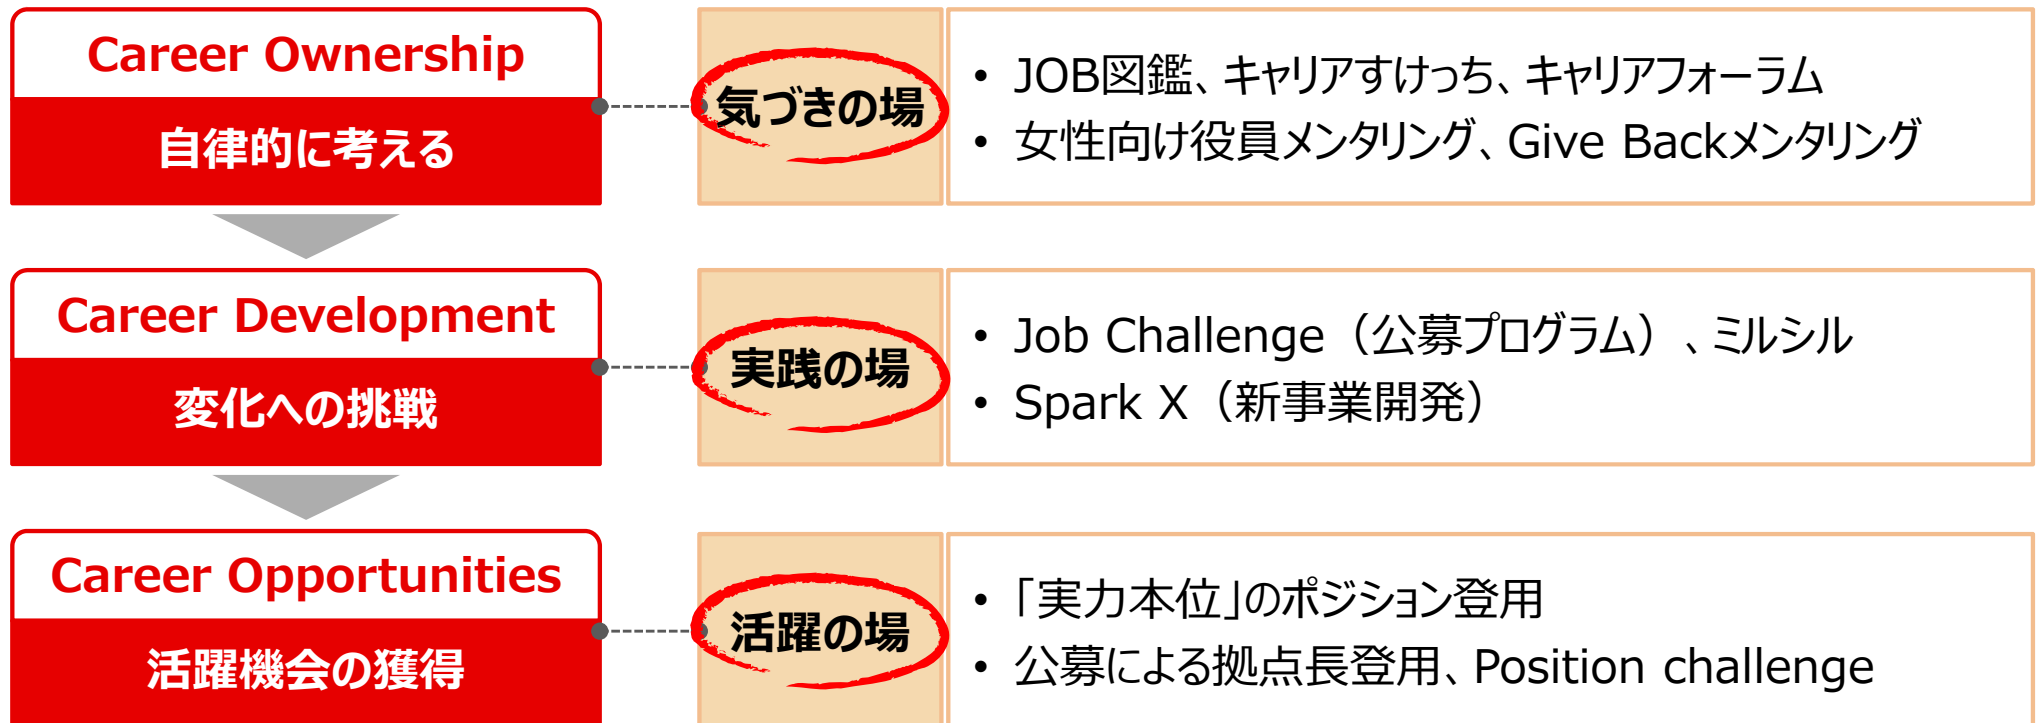 Career Ownership
自律的に考える
気づきの場
• JOB図鑑、キャリアすけっち、キャリアフォーラム
• 女性向け役員メンタリング、Give Backメンタリング
Career Development
変化への挑戦
実践の場
• Job Challenge（公募プログラム）、ミルシル
• Spark X（新事業開発）
Career Opportunities
活躍機会の獲得
活躍の場
• 「実力本位」のポジション登用
• 公募による拠点長登用、Position challenge